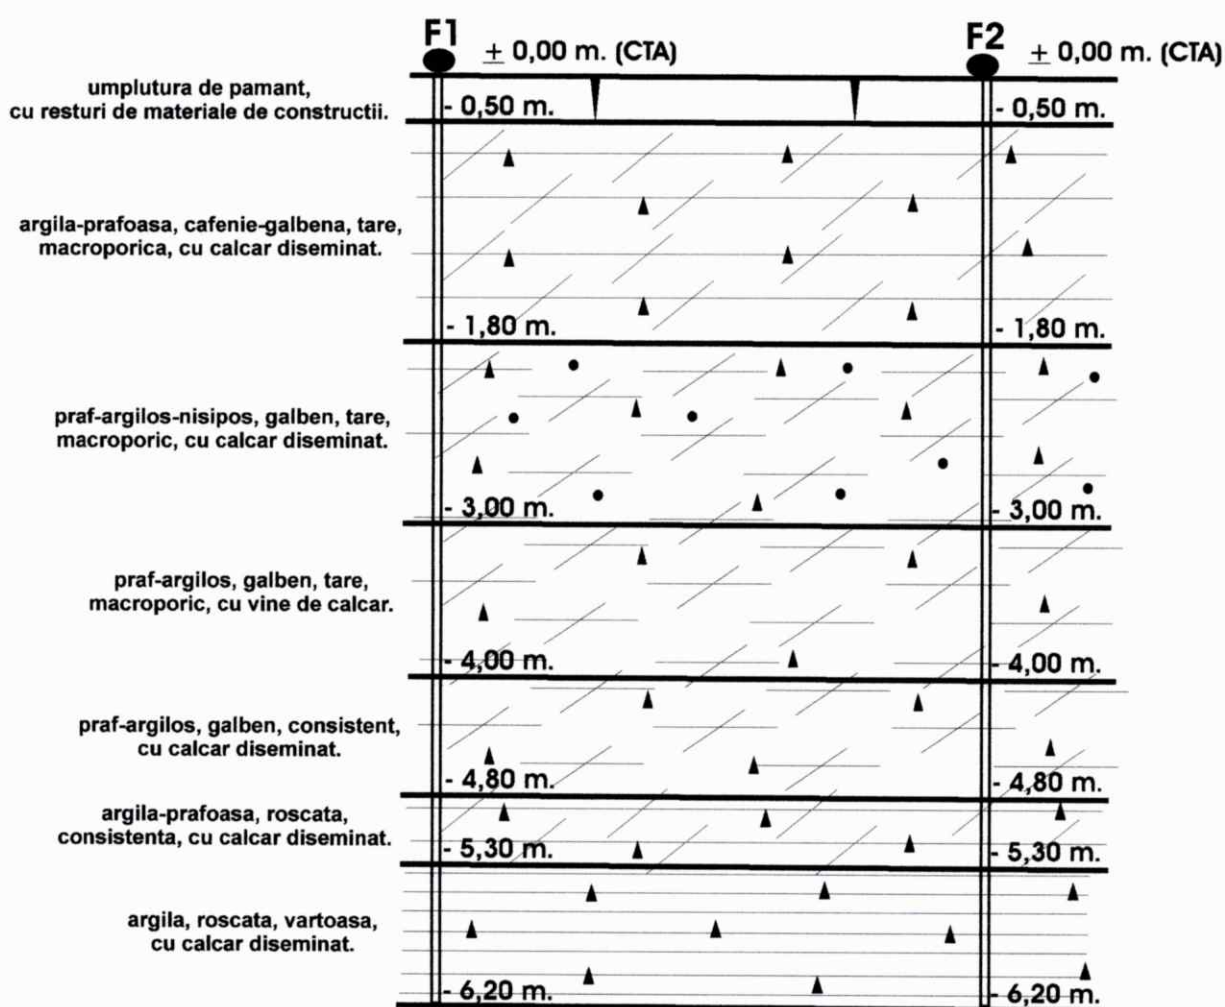 F1
± 0,00 m. (CTA)
F2
± 0,00 m. (CTA)
umplutura de pamant,
cu resturi de materiale de constructii.
- 0,50 m.
- 0,50 m.
argila-prafoasa, cafenie-galbena, tare,
macroporica, cu calcar diseminat.
- 1,80 m.
- 1,80 m.
praf-argilos-nisipos, galben, tare,
macroporic, cu calcar diseminat.
- 3,00 m.
- 3,00 m.
praf-argilos, galben, tare,
macroporic, cu vine de calcar.
- 4,00 m.
- 4,00 m.
praf-argilos, galben, consistent,
cu calcar diseminat.
- 4,80 m.
- 4,80 m.
argila-prafoasa, roscata,
consistenta, cu calcar diseminat.
- 5,30 m.
- 5,30 m.
argila, roscata, vartoasa,
cu calcar diseminat.
- 6,20 m.
- 6,20 m.